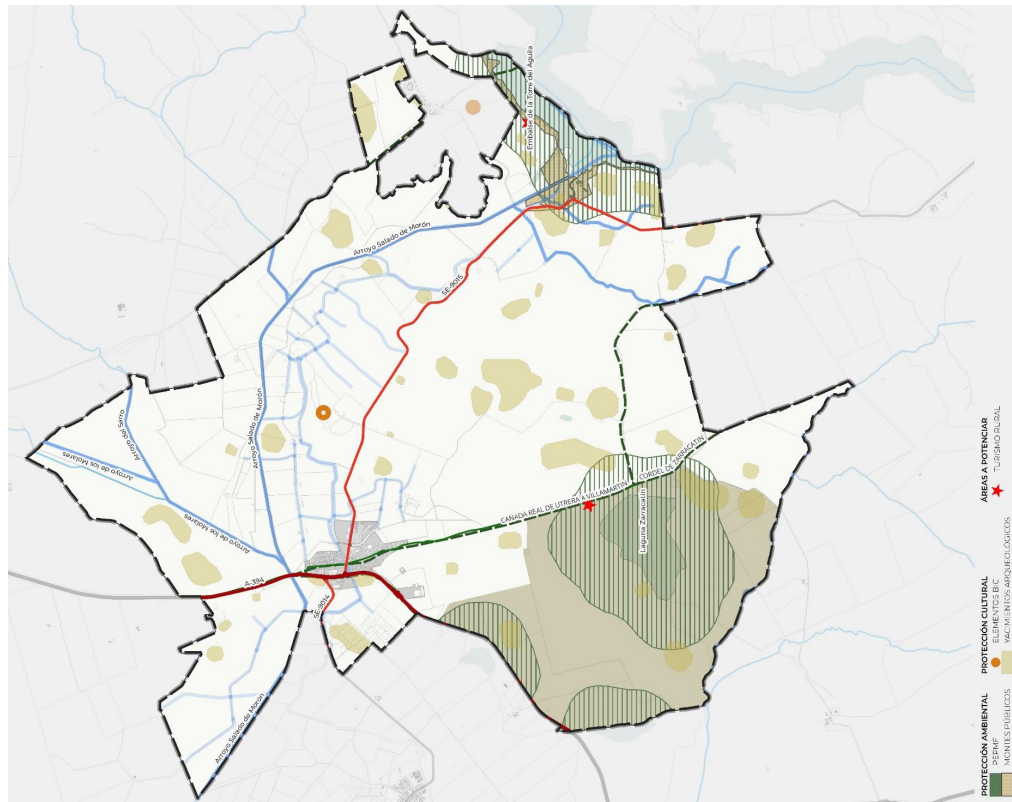 Embalse de la Torre del Águila
Arroyo Salado de Morón
SE-9015
Arroyo del Sarro
Arroyo de los Molares
Arroyo de los Molares
Arroyo Salado de Morón
CAÑADA REAL DE UTRERA A VILLAMARTIN
CORDEL DE ZARRACATIN
Laguna Zarracatín
A-394
SE-9014
Arroyo Salado de Morón
PROTECCIÓN AMBIENTAL
PEPMF
MONTES PÚBLICOS
PROTECCIÓN CULTURAL
ELEMENTOS BIC
YACIMIENTOS ARQUEOLÓGICOS
ÁREAS A POTENCIAR
TURISMO RURAL